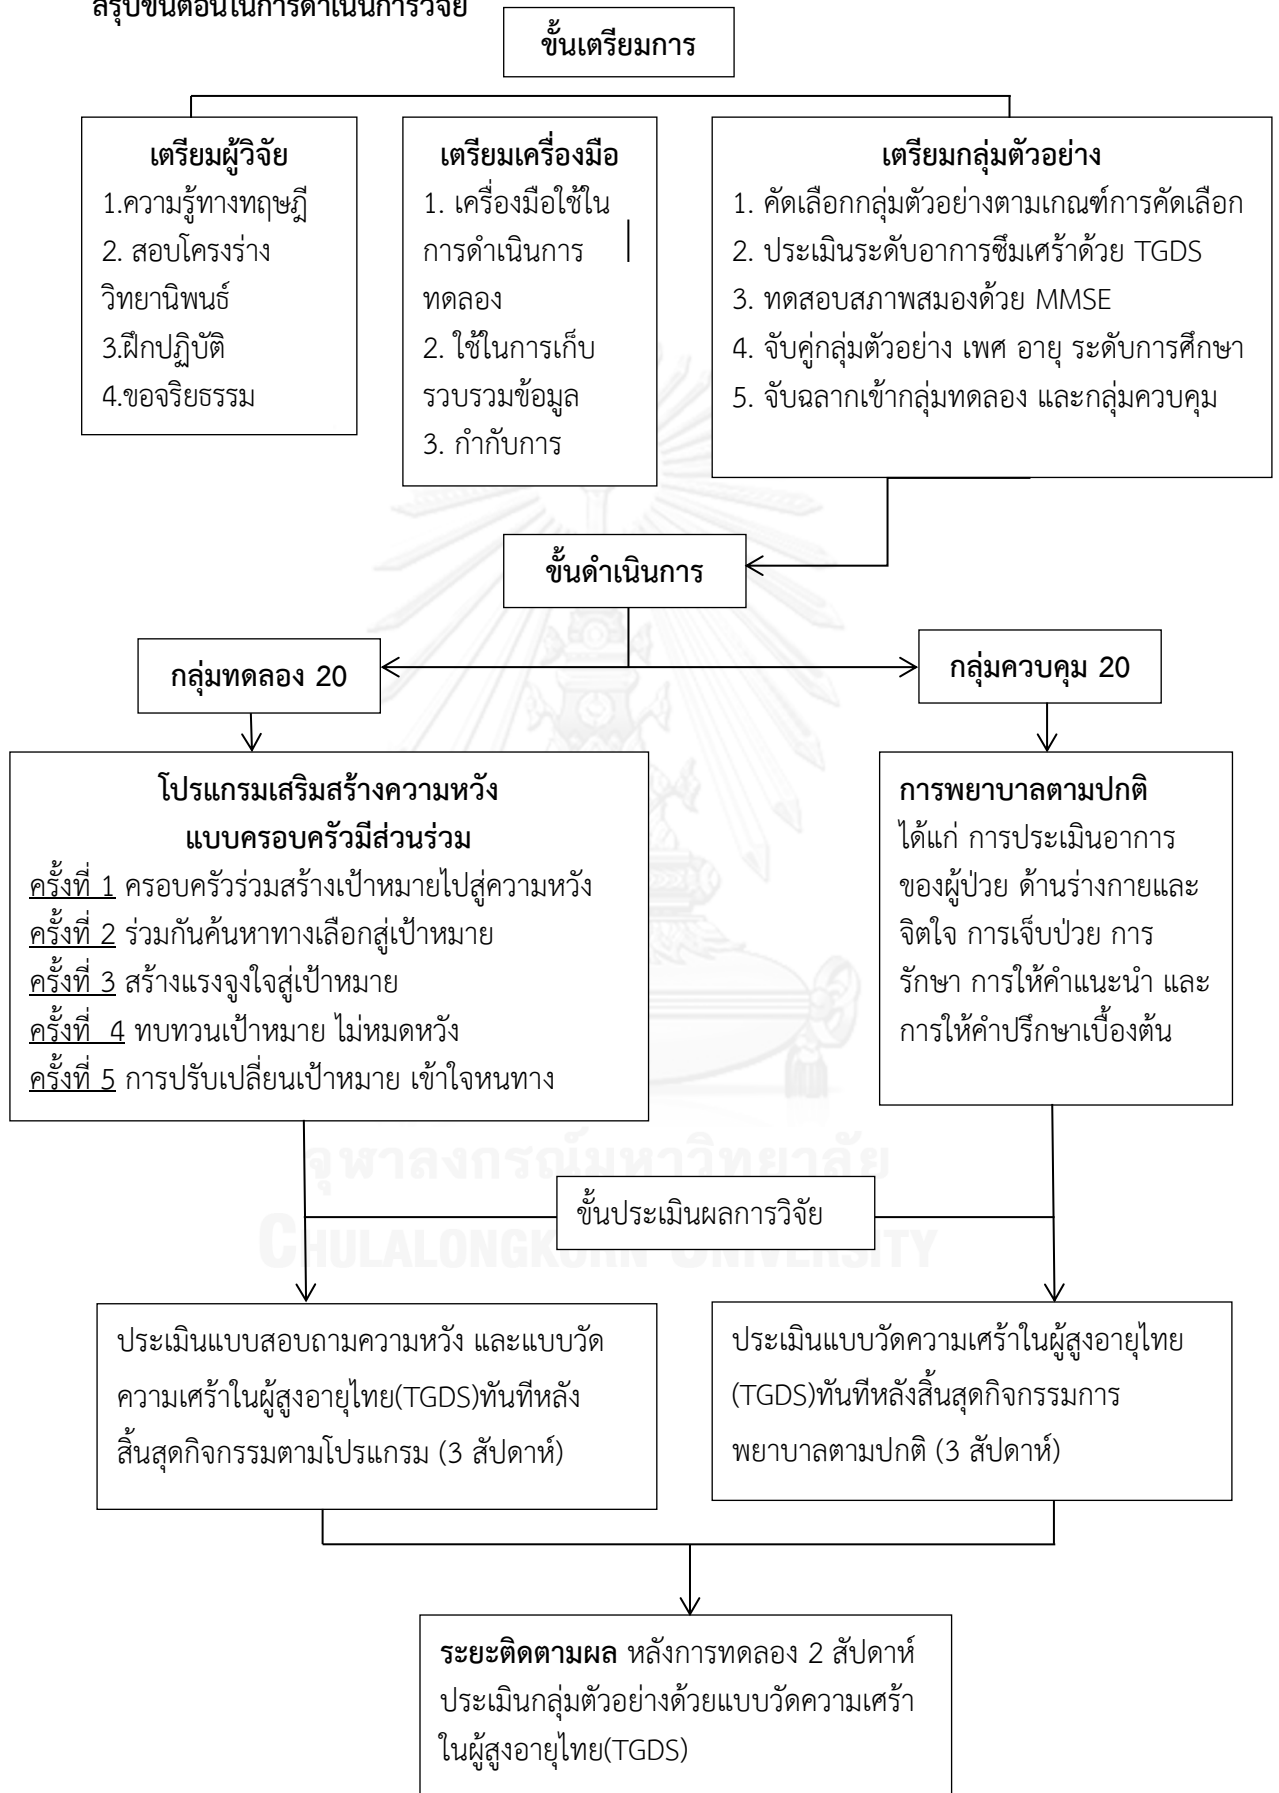 สรุปขั้นตอนในการดำเนินการวิจัย
ขั้นเตรียมการ
เตรียมผู้วิจัย
1.ความรู้ทางทฤษฎี
2. สอบโครงร่าง
วิทยานิพนธ์
3.ฝึกปฏิบัติ
4.ขอจริยธรรม
เตรียมเครื่องมือ
1. เครื่องมือใช้ใน
การดำเนินการ
ทดลอง
2. ใช้ในการเก็บ
รวบรวมข้อมูล
3. กำกับการ
เตรียมกลุ่มตัวอย่าง
1. คัดเลือกกลุ่มตัวอย่างตามเกณฑ์การคัดเลือก
2. ประเมินระดับอาการซึมเศร้าด้วย TGDS
3. ทดสอบสภาพสมองด้วย MMSE
4. จับคู่กลุ่มตัวอย่าง เพศ อายุ ระดับการศึกษา
5. จับฉลากเข้ากลุ่มทดลอง และกลุ่มควบคุม
ขั้นดำเนินการ
กลุ่มทดลอง 20
กลุ่มควบคุม 20
โปรแกรมเสริมสร้างความหวัง
แบบครอบครัวมีส่วนร่วม
ครั้งที่ 1 ครอบครัวร่วมสร้างเป้าหมายไปสู่ความหวัง
ครั้งที่ 2 ร่วมกันค้นหาทางเลือกสู่เป้าหมาย
ครั้งที่ 3 สร้างแรงจูงใจสู่เป้าหมาย
ครั้งที่ 4 ทบทวนเป้าหมาย ไม่หมดหวัง
ครั้งที่ 5 การปรับเปลี่ยนเป้าหมาย เข้าใจหนทาง
การพยาบาลตามปกติ
ได้แก่ การประเมินอาการ
ของผู้ป่วย ด้านร่างกายและ
จิตใจ การเจ็บป่วย การ
รักษา การให้คำแนะนำ และ
การให้คำปรึกษาเบื้องต้น
จุฬาลงกรณ์มหาวิทยาลัย
CHULALONGKORN UNIVERSITY
ขั้นประเมินผลการวิจัย
ประเมินแบบสอบถามความหวัง และแบบวัด
ความเศร้าในผู้สูงอายุไทย(TGDS)ทันทีหลัง
สิ้นสุดกิจกรรมตามโปรแกรม (3 สัปดาห์)
ประเมินแบบวัดความเศร้าในผู้สูงอายุไทย
(TGDS)ทันทีหลังสิ้นสุดกิจกรรมการ
พยาบาลตามปกติ (3 สัปดาห์)
ระยะติดตามผล หลังการทดลอง 2 สัปดาห์
ประเมินกลุ่มตัวอย่างด้วยแบบวัดความเศร้า
ในผู้สูงอายุไทย(TGDS)